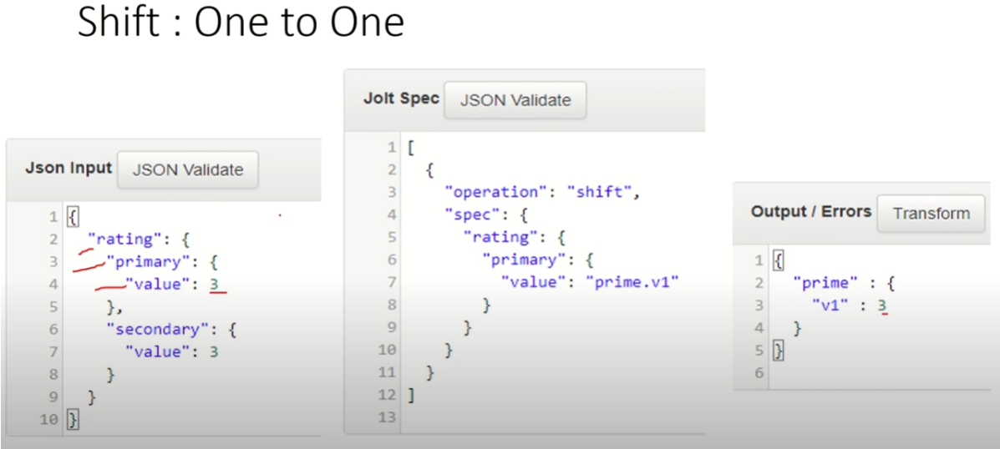 Shift : One to One
Json Input JSON Validate
1 {
2 "rating": {
3 "primary": {
4 "value": 3
5 },
6 "secondary": {
7 "value": 3
8 }
9 }
10 }
Jolt Spec JSON Validate
1 [
2 {
3 "operation": "shift",
4 "spec": {
5 "rating": {
6 "primary": {
7 "value": "prime.v1"
8 }
9 }
10 }
11 }
12 ]
13
Output / Errors Transform
1 {
2 "prime" : {
3 "v1" : 3
4 }
5 }
6